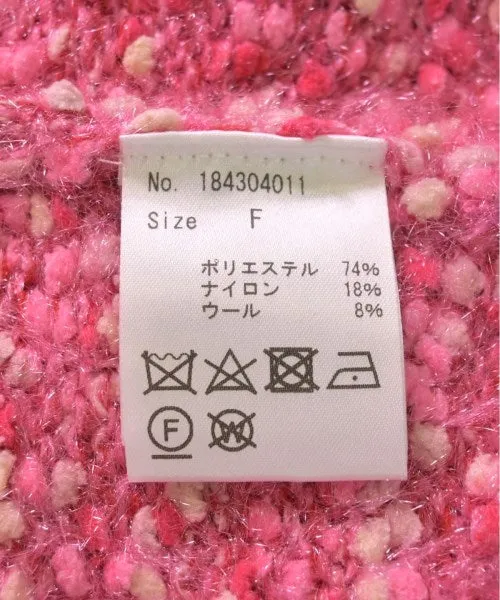 No. 184304011
Size F
ポリエステル 74%
ナイロン 18%
ウール 8%
F W